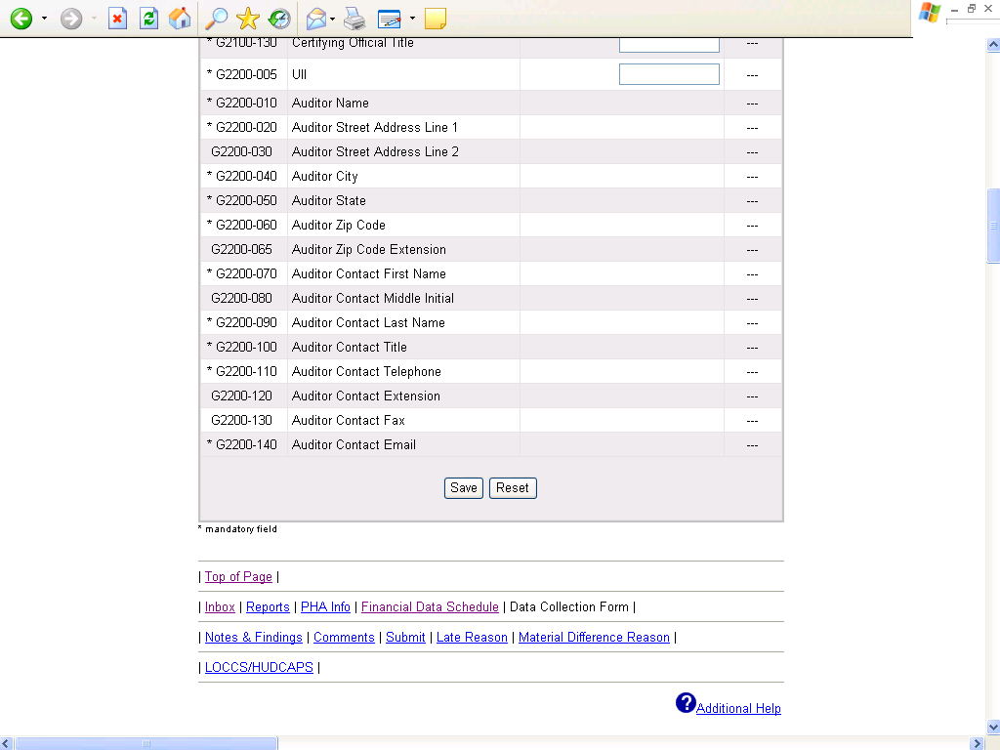 * G2100-130 Certifying Official Title ---
* G2200-005 UII ---
* G2200-010 Auditor Name ---
* G2200-020 Auditor Street Address Line 1 ---
G2200-030 Auditor Street Address Line 2 ---
* G2200-040 Auditor City ---
* G2200-050 Auditor State ---
* G2200-060 Auditor Zip Code ---
G2200-065 Auditor Zip Code Extension ---
* G2200-070 Auditor Contact First Name ---
G2200-080 Auditor Contact Middle Initial ---
* G2200-090 Auditor Contact Last Name ---
* G2200-100 Auditor Contact Title ---
* G2200-110 Auditor Contact Telephone ---
G2200-120 Auditor Contact Extension ---
G2200-130 Auditor Contact Fax ---
* G2200-140 Auditor Contact Email ---
Save Reset
* mandatory field
| Top of Page |
| Inbox | Reports | PHA Info | Financial Data Schedule | Data Collection Form |
| Notes & Findings | Comments | Submit | Late Reason | Material Difference Reason |
| LOCCS/HUDCAPS |
? Additional Help